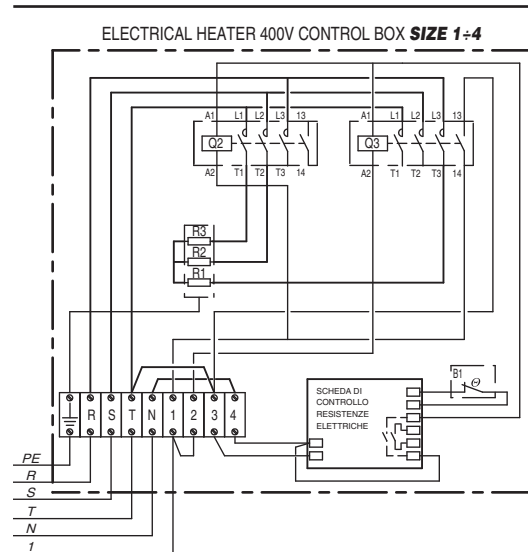 ELECTRICAL HEATER 400V CONTROL BOX SIZE 1÷4
A1 L1 L2 L3 13
A1 L1 L2 L3 13
Q2
Q3
A2 T1 T2 T3 14
A2 T1 T2 T3 14
R3
R2
R1
B1
SCHEDA DI
CONTROLLO
RESISTENZE
ELETTRICHE
R S T N 1 2 3 4
PE
R
S
T
N
1